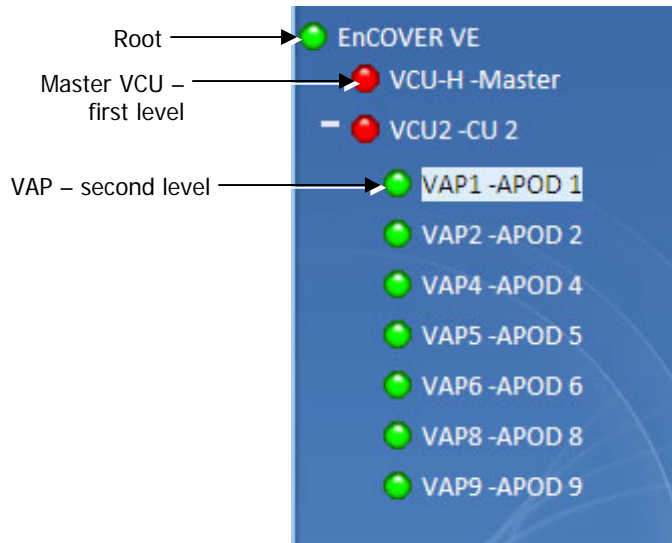 Root
EnCOVER VE
Master VCU –
first level
VCU-H -Master
VCU2 -CU 2
VAP – second level
VAP1 -APOD 1
VAP2 -APOD 2
VAP4 -APOD 4
VAP5 -APOD 5
VAP6 -APOD 6
VAP8 -APOD 8
VAP9 -APOD 9